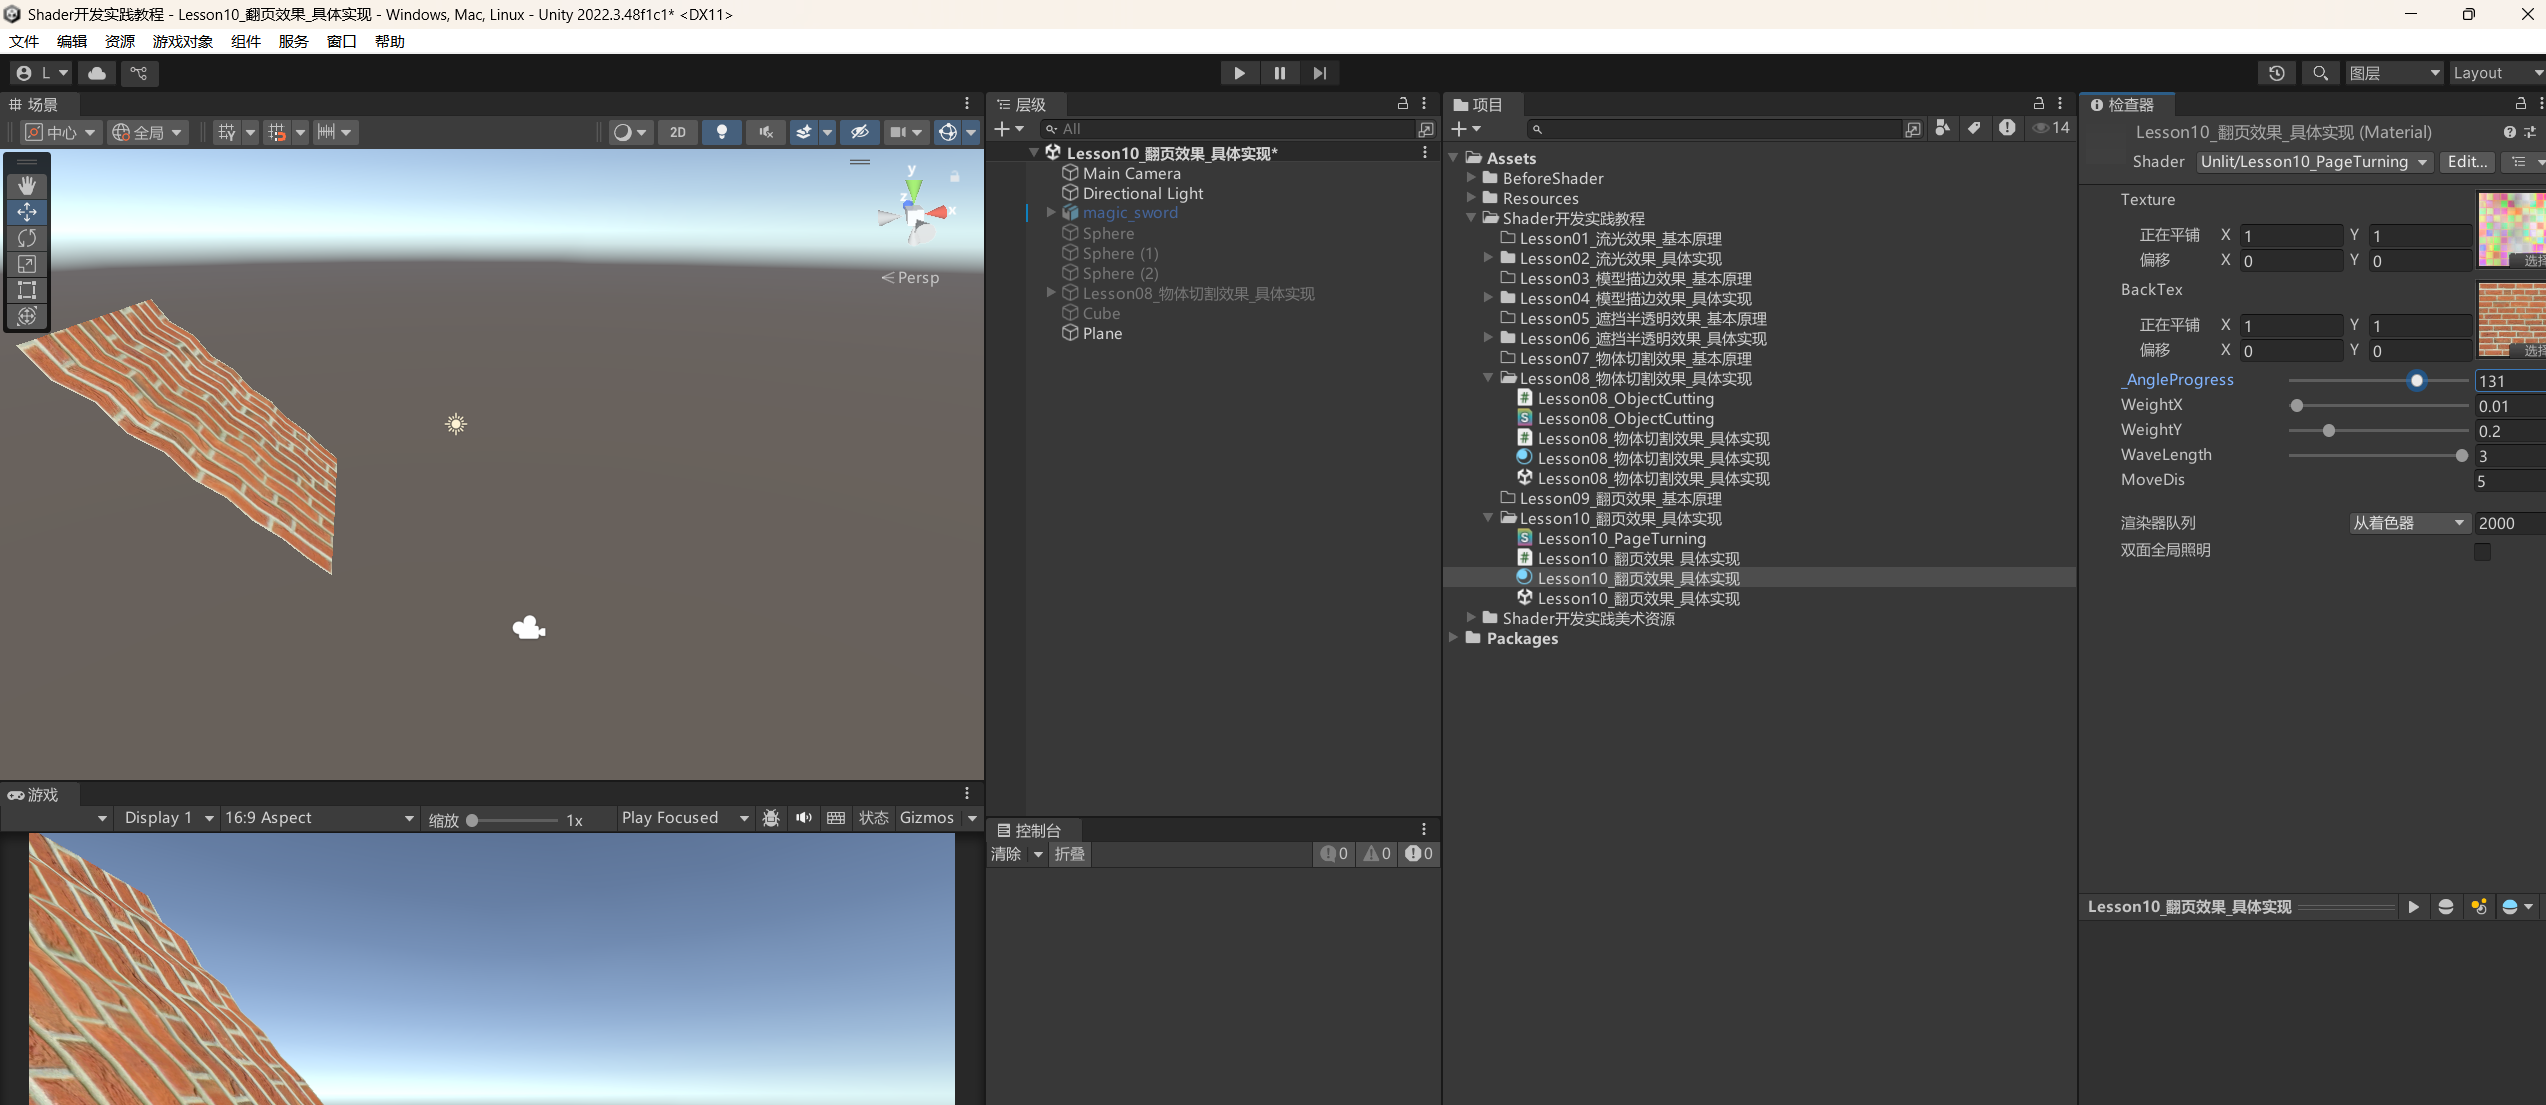 Shader开发实践教程 - Lesson10_翻页效果_具体实现 - Windows, Mac, Linux - Unity 2022.3.48f1c1* <DX11>
文件 编辑 资源 游戏对象 组件 服务 窗口 帮助
L
图层
Layout
场景
中心
全局
2D
y
z
x
Persp
游戏
Display 1
16:9 Aspect
缩放
1x
Play Focused
状态
Gizmos
层级
All
Lesson10_翻页效果_具体实现*
Main Camera
Directional Light
magic_sword
Sphere
Sphere (1)
Sphere (2)
Lesson08_物体切割效果_具体实现
Cube
Plane
控制台
清除
折叠
0
0
0
项目
14
Assets
BeforeShader
Resources
Shader开发实践教程
Lesson01_流光效果_基本原理
Lesson02_流光效果_具体实现
Lesson03_模型描边效果_基本原理
Lesson04_模型描边效果_具体实现
Lesson05_遮挡半透明效果_基本原理
Lesson06_遮挡半透明效果_具体实现
Lesson07_物体切割效果_基本原理
Lesson08_物体切割效果_具体实现
Lesson08_ObjectCutting
Lesson08_ObjectCutting
Lesson08_物体切割效果_具体实现
Lesson08_物体切割效果_具体实现
Lesson08_物体切割效果_具体实现
Lesson09_翻页效果_基本原理
Lesson10_翻页效果_具体实现
Lesson10_PageTurning
Lesson10_翻页效果_具体实现
Lesson10_翻页效果_具体实现
Lesson10_翻页效果_具体实现
Shader开发实践美术资源
Packages
检查器
Lesson10_翻页效果_具体实现 (Material)
Shader Unlit/Lesson10_PageTurning Edit...
Texture
正在平铺 X 1 Y 1
偏移 X 0 Y 0
选择
BackTex
正在平铺 X 1 Y 1
偏移 X 0 Y 0
选择
_AngleProgress 131
WeightX 0.01
WeightY 0.2
WaveLength 3
MoveDis 5
渲染器队列 从着色器 2000
双面全局照明
Lesson10_翻页效果_具体实现